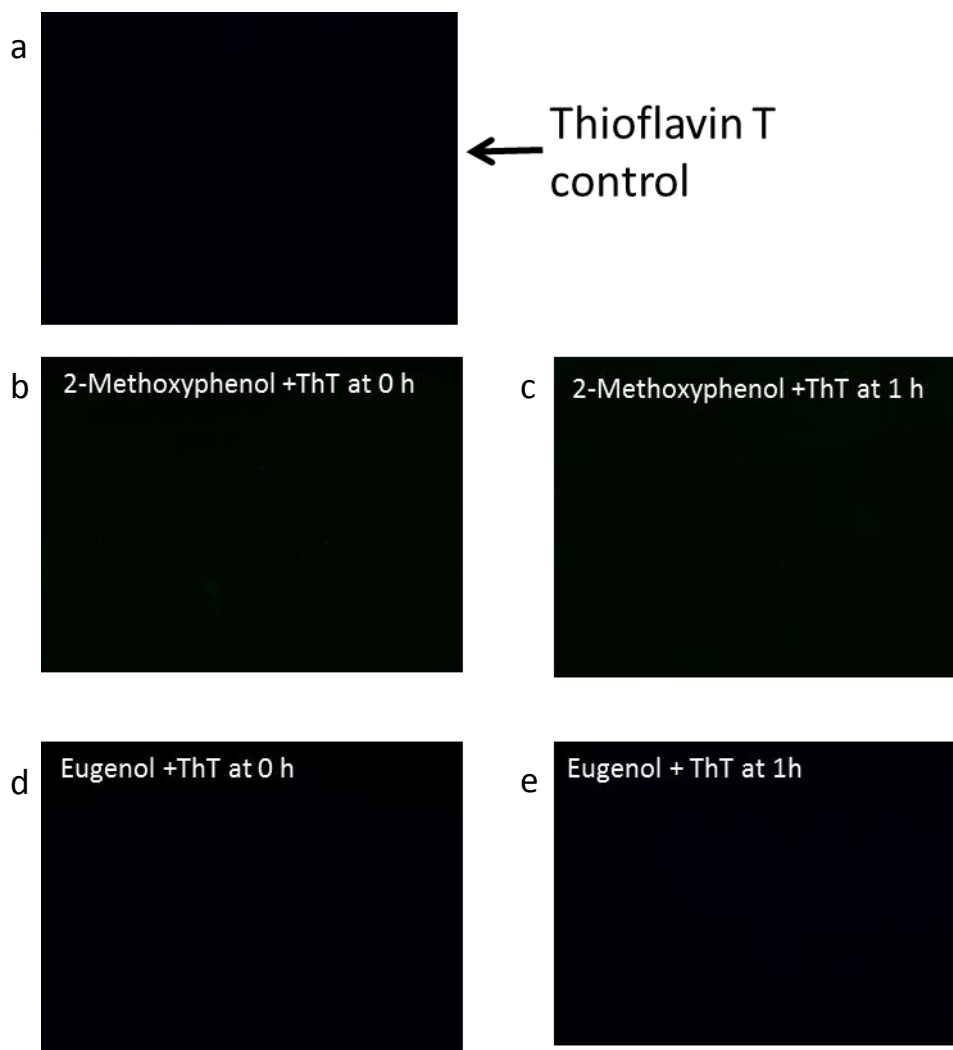 a
Thioflavin T
control
b
2-Methoxyphenol +ThT at 0 h
c
2-Methoxyphenol +ThT at 1 h
d
Eugenol +ThT at 0 h
e
Eugenol + ThT at 1h